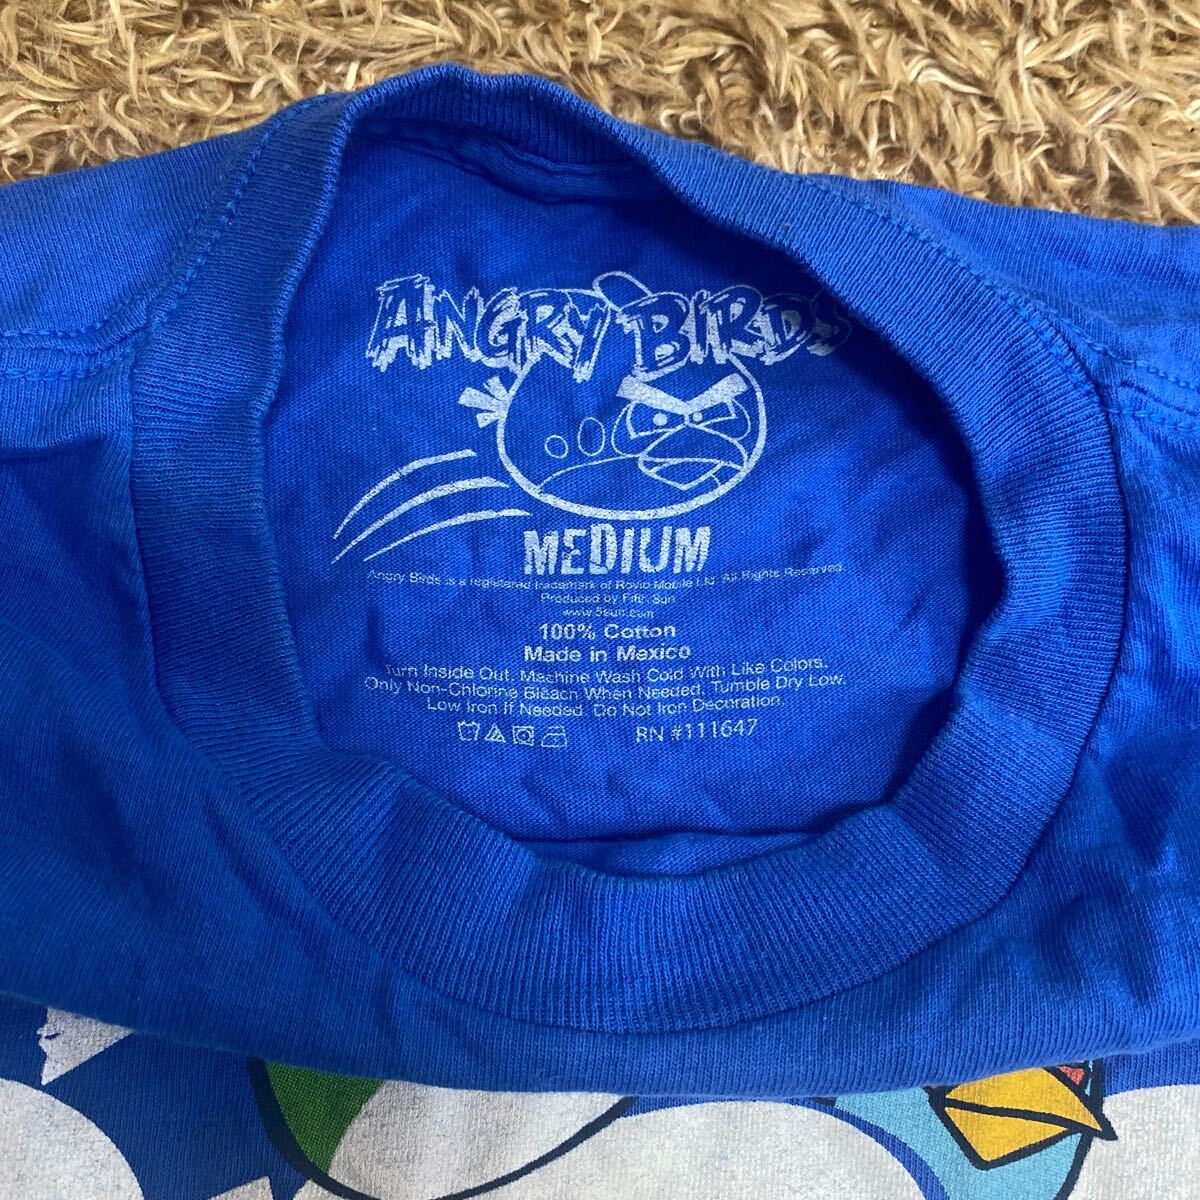 ANGRY BIRDS
MEDIUM
Angry Birds is a registered trademark of Rovio Mobile Ltd. All Rights Reserved.
Produced by Fifth Sun
www.5sun.com
100% Cotton
Made in Mexico
Turn Inside Out. Machine Wash Cold With Like Colors.
Only Non-Chlorine Bleach When Needed. Tumble Dry Low.
Low Iron If Needed. Do Not Iron Decoration.
RN #111647